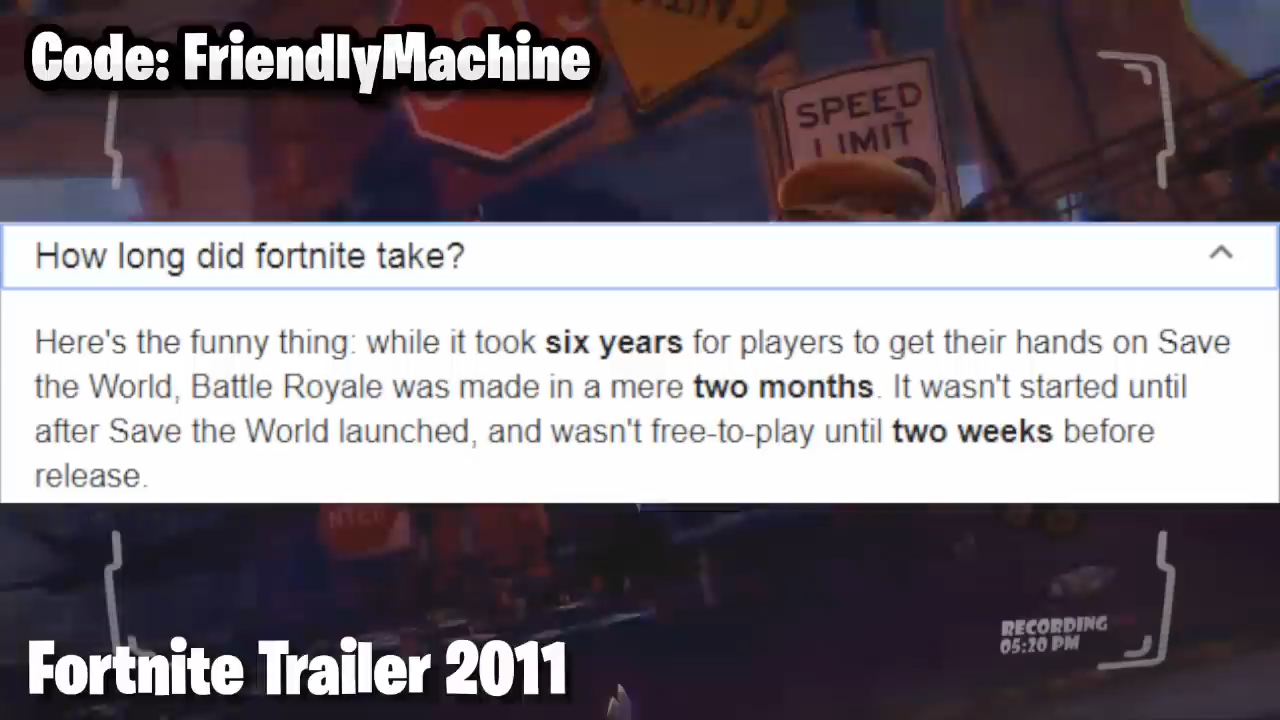 Code: FriendlyMachine
SPEED
LIMIT
How long did fortnite take?
Here's the funny thing: while it took six years for players to get their hands on Save
the World, Battle Royale was made in a mere two months. It wasn't started until
after Save the World launched, and wasn't free-to-play until two weeks before
release.
RECORDING
05:20 PM
Fortnite Trailer 2011